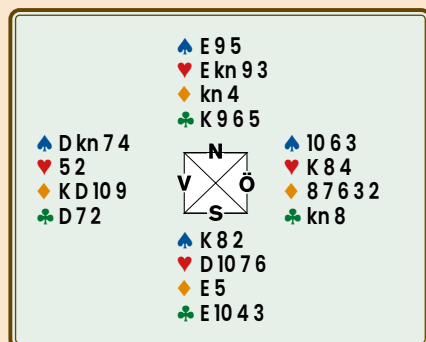 ♠ E 9 5
♥ E kn 9 3
♦ kn 4
♣ K 9 6 5
♠ D kn 7 4
♥ 5 2
♦ K D 10 9
♣ D 7 2
N
V Ö
S
♠ 10 6 3
♥ K 8 4
♦ 8 7 6 3 2
♣ kn 8
♠ K 8 2
♥ D 10 7 6
♦ E 5
♣ E 10 4 3